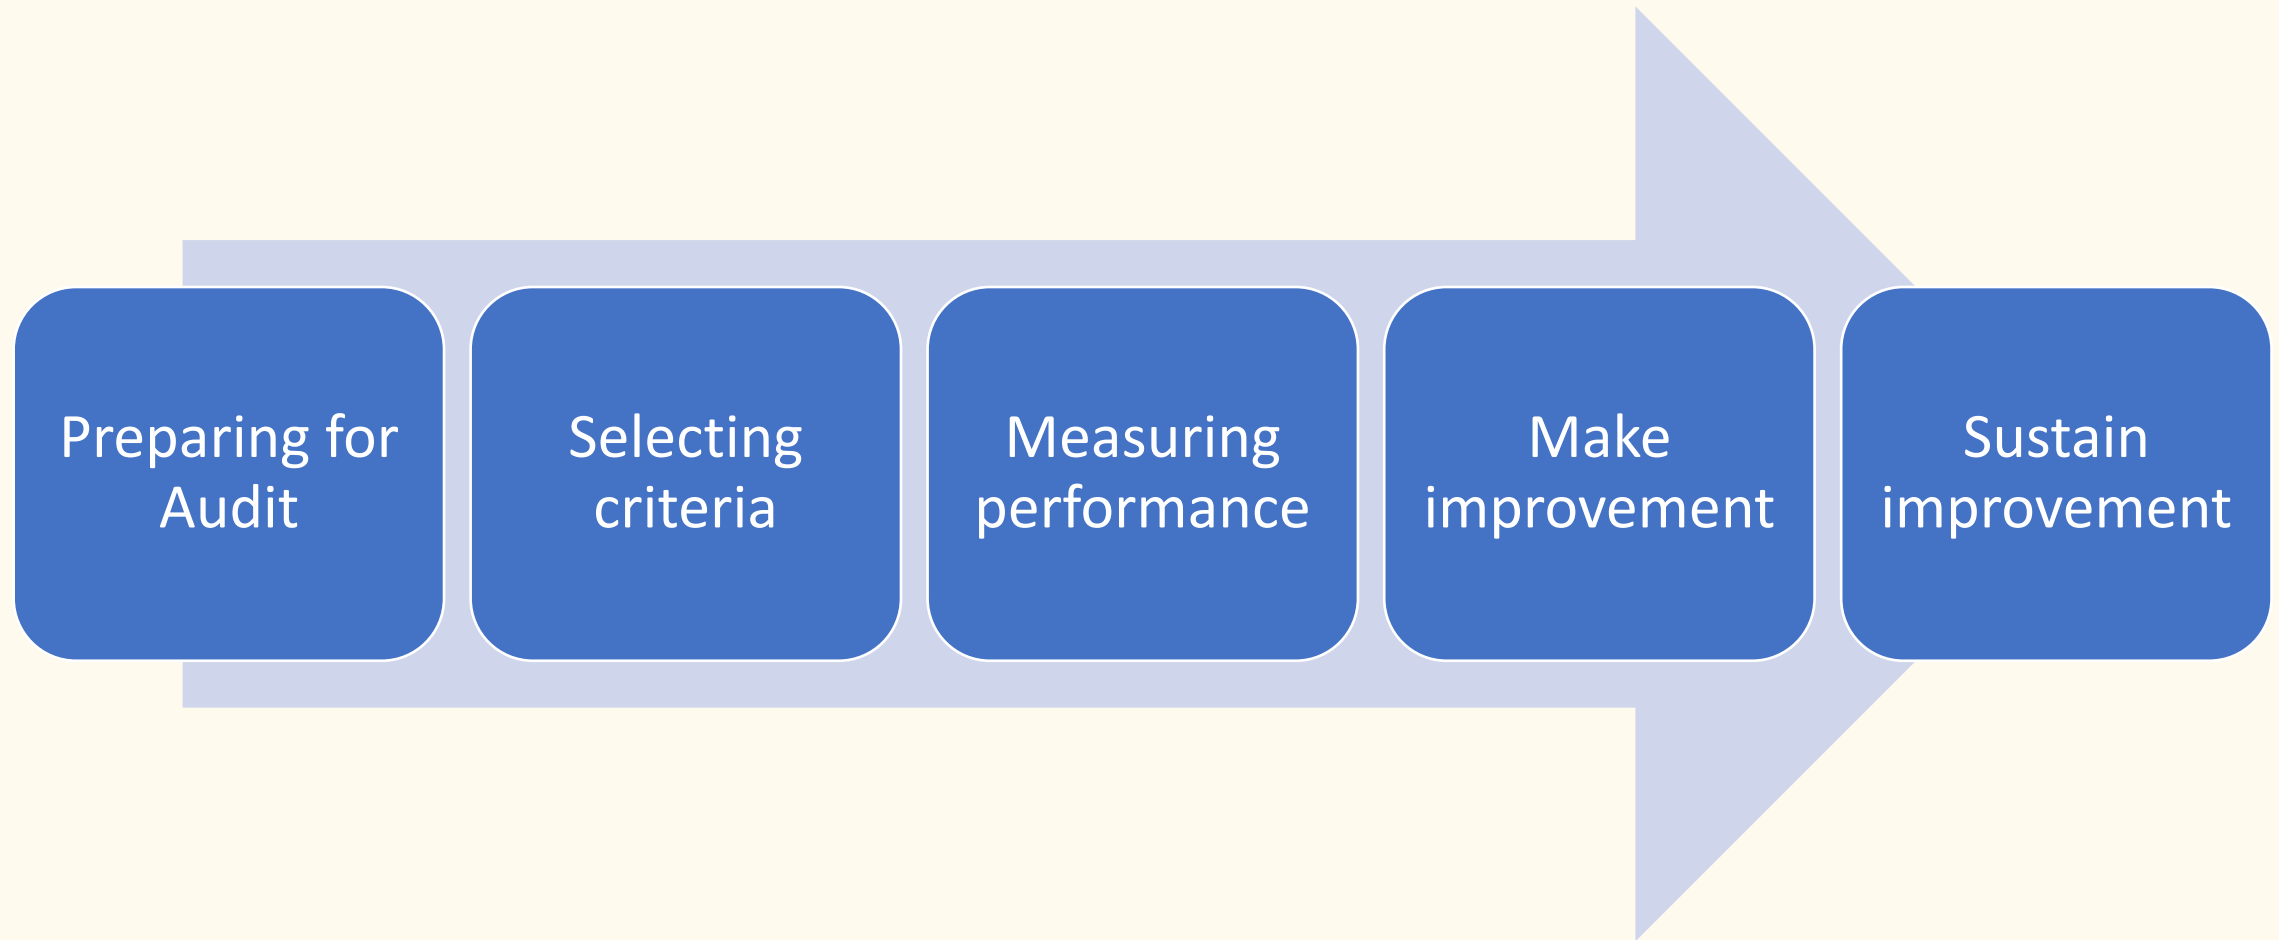 Preparing for
Audit
Selecting
criteria
Measuring
performance
Make
improvement
Sustain
improvement